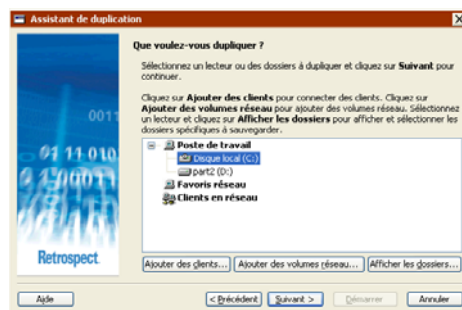 Assistant de duplication
Que voulez-vous dupliquer ?
Sélectionnez un lecteur ou des dossiers à dupliquer et cliquez sur Suivant pour
continuer.
Cliquez sur Ajouter des clients pour connecter des clients. Cliquez sur
Ajouter des volumes réseau pour ajouter des volumes réseau. Sélectionnez
un lecteur et cliquez sur Afficher les dossiers pour afficher et sélectionner les
dossiers spécifiques à sauvegarder.
Poste de travail
Disque local (C:)
part2 (D:)
Favoris réseau
Clients en réseau
Retrospect
Ajouter des clients... Ajouter des volumes réseau... Afficher les dossiers...
Aide < Précédent Suivant > Démarrer Annuler